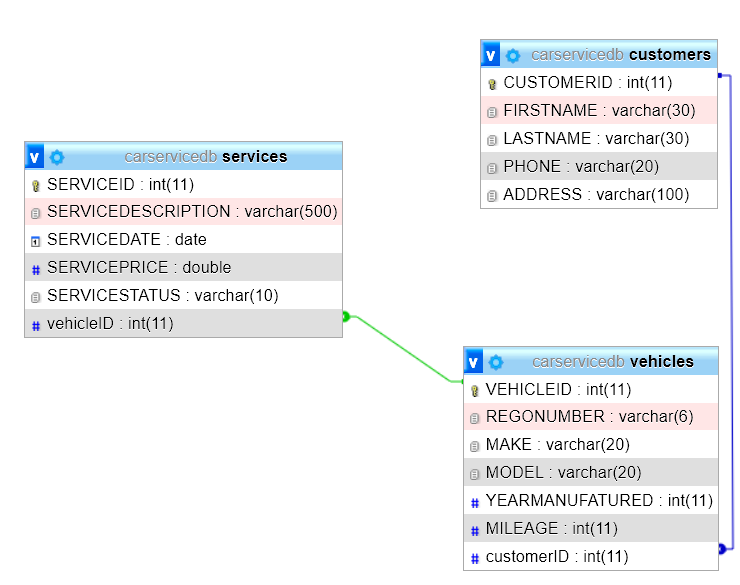 v carservicedb customers
CUSTOMERID : int(11)
FIRSTNAME : varchar(30)
LASTNAME : varchar(30)
PHONE : varchar(20)
ADDRESS : varchar(100)
v carservicedb services
SERVICEID : int(11)
SERVICEDESCRIPTION : varchar(500)
SERVICEDATE : date
# SERVICEPRICE : double
SERVICESTATUS : varchar(10)
# vehicleID : int(11)
v carservicedb vehicles
VEHICLEID : int(11)
REGONUMBER : varchar(6)
MAKE : varchar(20)
MODEL : varchar(20)
# YEARMANUFATURED : int(11)
# MILEAGE : int(11)
# customerID : int(11)